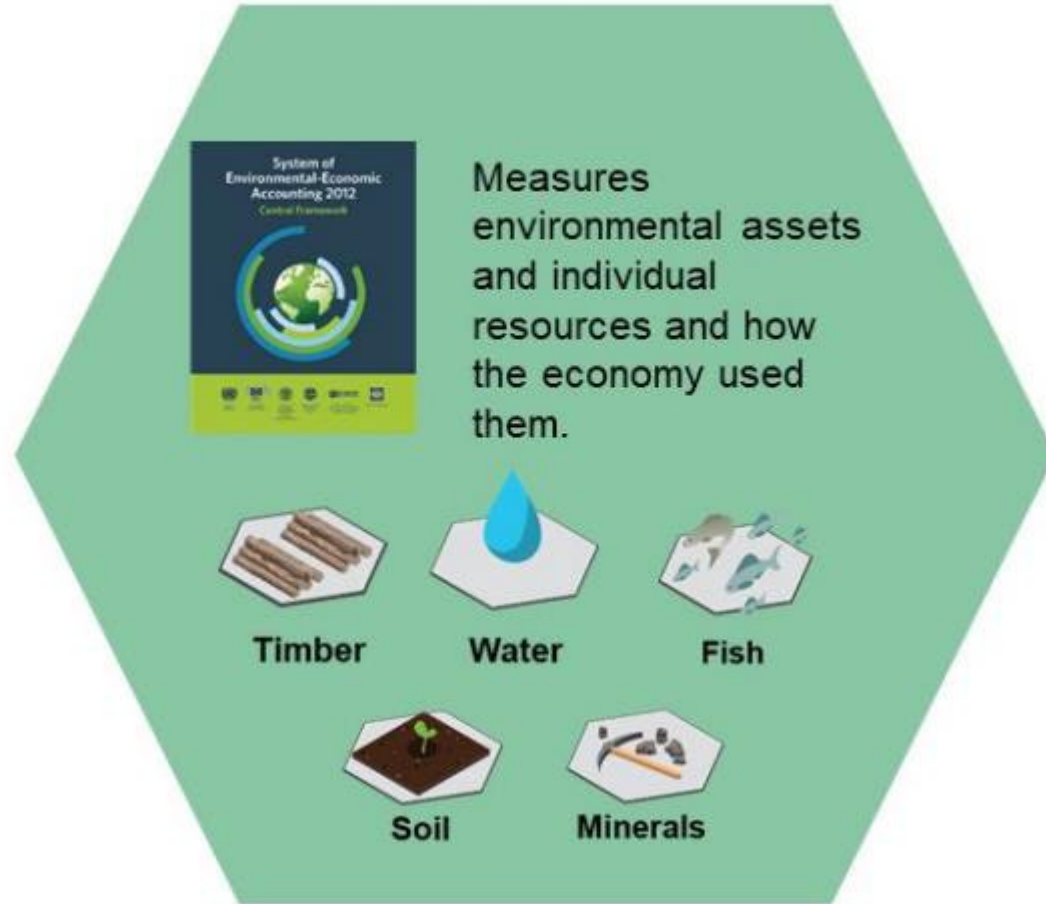 System of
Environmental-Economic
Accounting 2012
Central Framework
Measures
environmental assets
and individual
resources and how
the economy used
them.
Timber
Water
Fish
Soil
Minerals